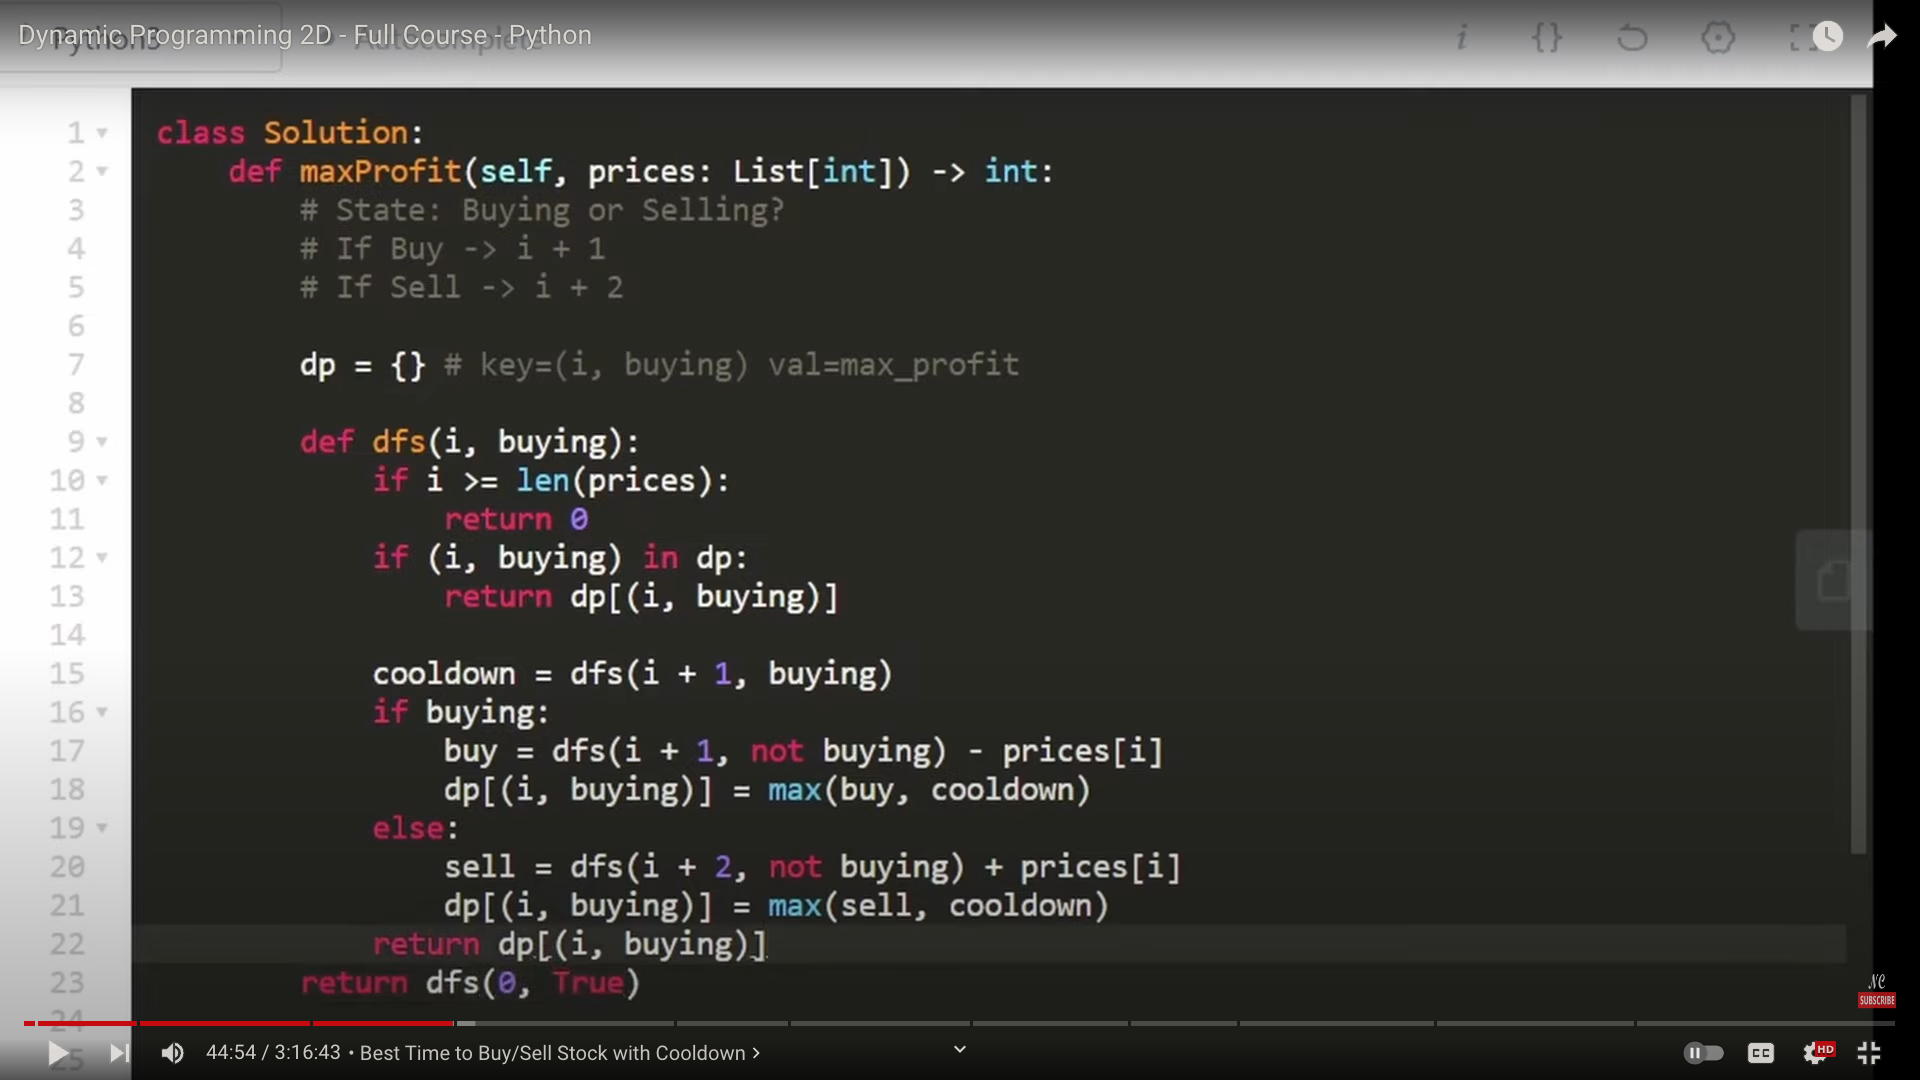 Dynamic Programming 2D - Full Course - Python
Python3
Autocomplete
1 class Solution:
2     def maxProfit(self, prices: List[int]) -> int:
3         # State: Buying or Selling?
4         # If Buy -> i + 1
5         # If Sell -> i + 2
6
7         dp = {} # key=(i, buying) val=max_profit
8
9         def dfs(i, buying):
10             if i >= len(prices):
11                 return 0
12             if (i, buying) in dp:
13                 return dp[(i, buying)]
14
15             cooldown = dfs(i + 1, buying)
16             if buying:
17                 buy = dfs(i + 1, not buying) - prices[i]
18                 dp[(i, buying)] = max(buy, cooldown)
19             else:
20                 sell = dfs(i + 2, not buying) + prices[i]
21                 dp[(i, buying)] = max(sell, cooldown)
22             return dp[(i, buying)]
23         return dfs(0, True)
24
25
NC
SUBSCRIBE
44:54 / 3:16:43 • Best Time to Buy/Sell Stock with Cooldown >
CC
HD